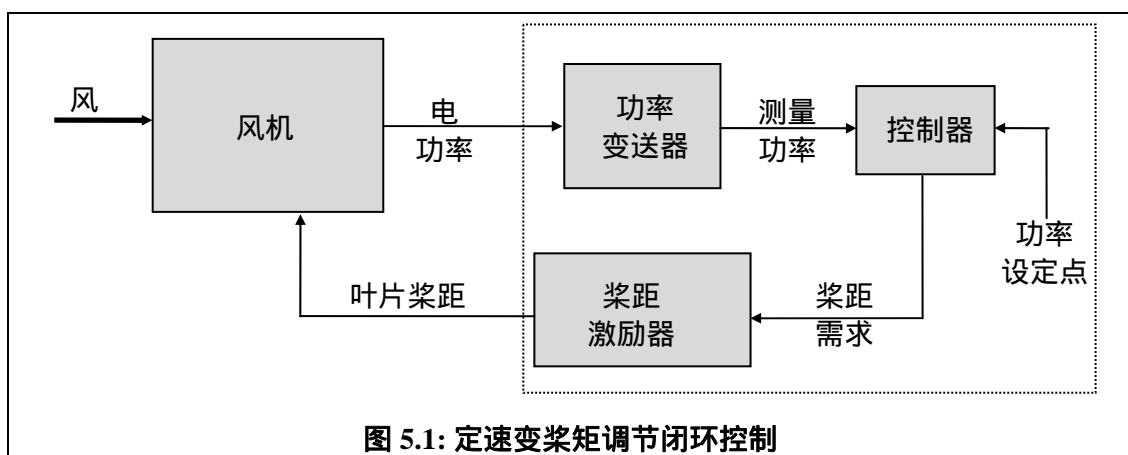 风
风机
电
功率
功率
变送器
测量
功率
控制器
功率
设定点
叶片桨距
桨距
激励器
桨距
需求
图 5.1: 定速变桨矩调节闭环控制